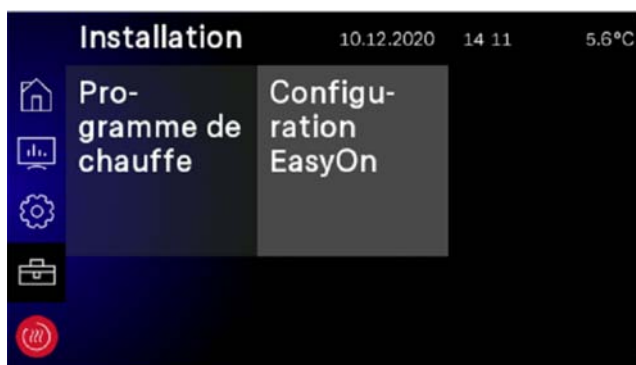 Installation 10.12.2020 14 11 5.6°C
Pro-
gramme de
chauffe
Configu-
ration
EasyOn